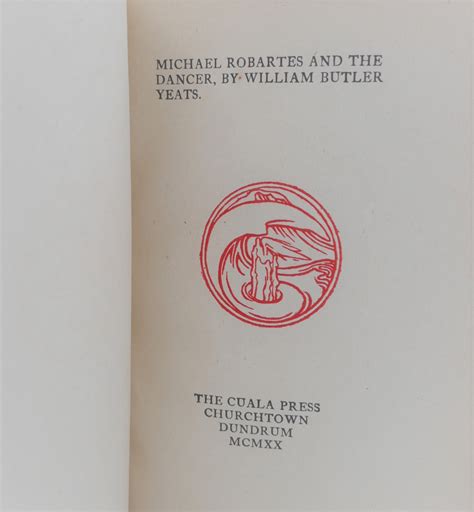 MICHAEL ROBARTES AND THE
DANCER, BY WILLIAM BUTLER
YEATS.
THE CUALA PRESS
CHURCHTOWN
DUNDRUM
MCMXX